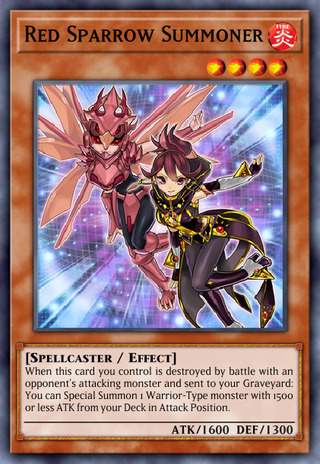 Red Sparrow Summoner
FIRE
炎
[Spellcaster / Effect]
When this card you control is destroyed by battle with an
opponent's attacking monster and sent to your Graveyard:
You can Special Summon 1 Warrior-Type monster with 1500
or less ATK from your Deck in Attack Position.
ATK/1600 DEF/1300